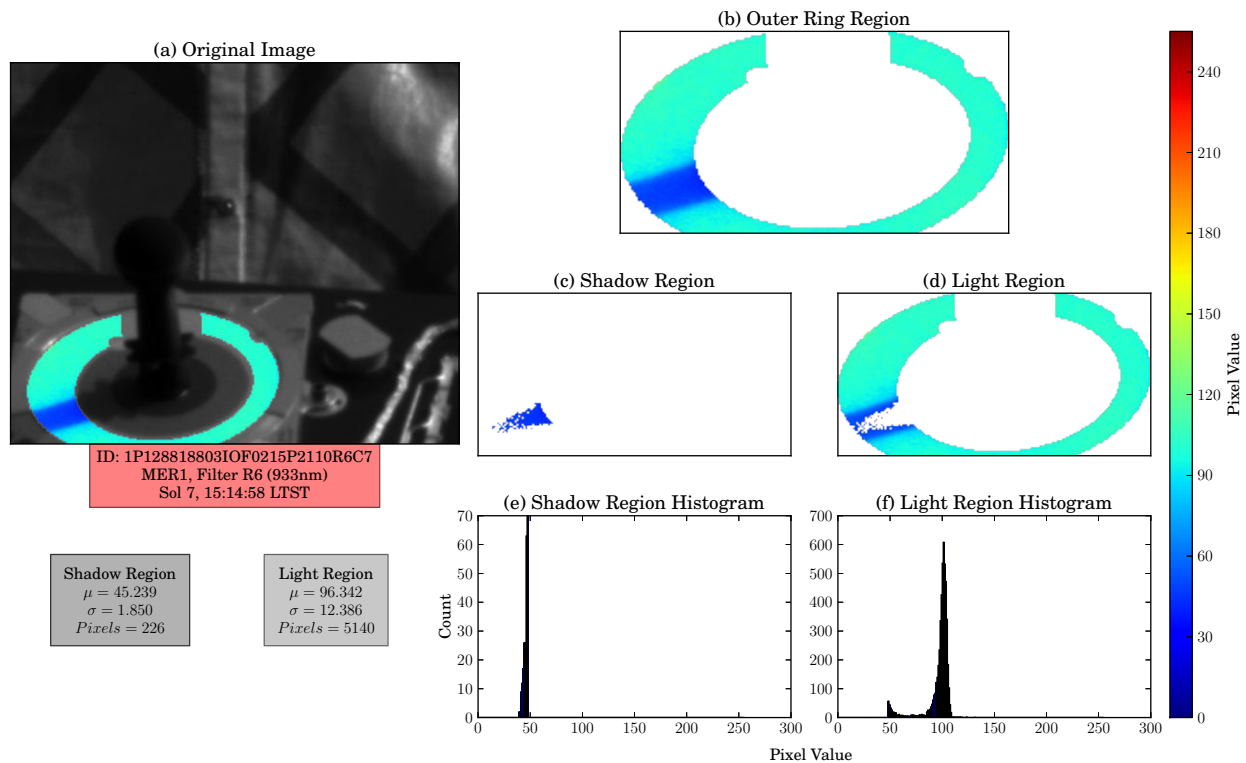 (a) Original Image
ID: 1P128818803IOF0215P2110R6C7
MER1, Filter R6 (933nm)
Sol 7, 15:14:58 LTST
Shadow Region
μ = 45.239
σ = 1.850
Pixels = 226
Light Region
μ = 96.342
σ = 12.386
Pixels = 5140
(b) Outer Ring Region
(c) Shadow Region
(d) Light Region
(e) Shadow Region Histogram
70
60
50
40
30
20
10
0
Count
0 50 100 150 200 250 300
(f) Light Region Histogram
700
600
500
400
300
200
100
0
0 50 100 150 200 250 300
Pixel Value
240
210
180
150
120
90
60
30
0
Pixel Value